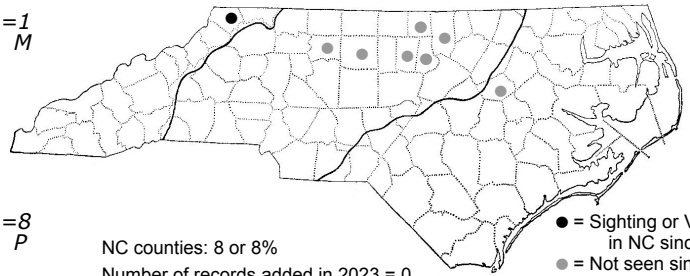 =1
M
=8
P
NC counties: 8 or 8%
● = Sighting or V
in NC sinc
● = Not seen sin
Number of records added in 2023 = 0